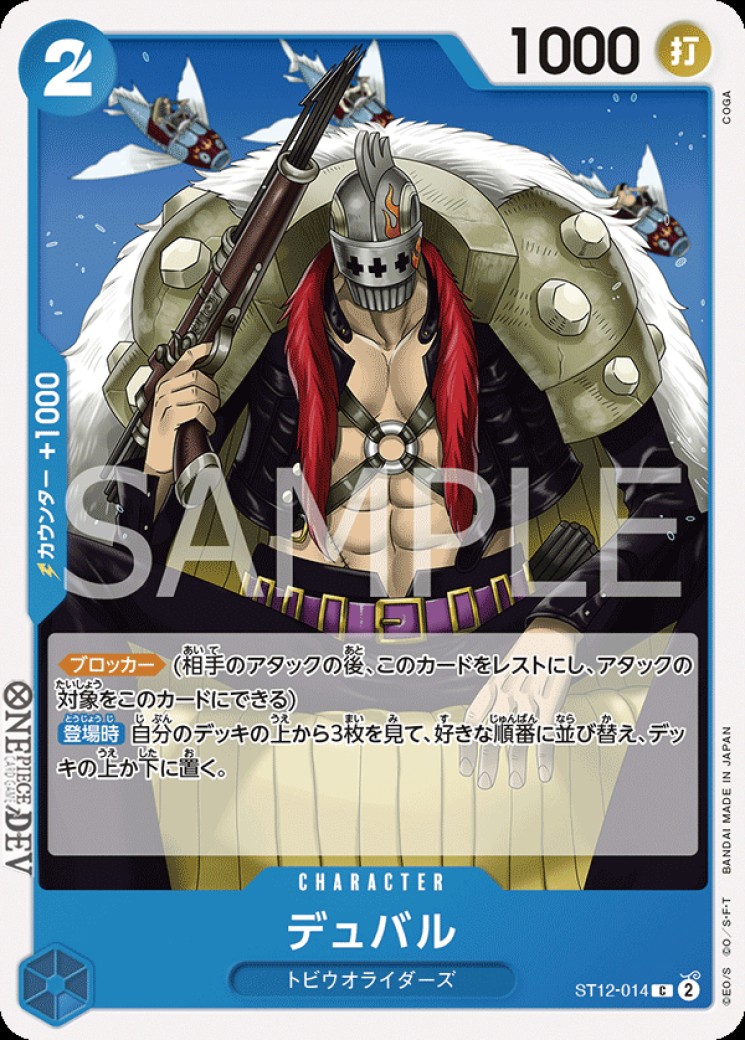 2
1000
打
COGA
⚡カウンター +1000
SAMPLE
ブロッカー (相手のアタックの後、このカードをレストにし、アタックの
対象をこのカードにできる)
登場時 自分のデッキの上から3枚を見て、好きな順番に並び替え、デッ
キの上か下に置く。
ONE PIECE CARD GAME DEV
CHARACTER
デュバル
トビウオライダーズ
ST12-014 C 2
©EO/S ©O/S・F・T BANDAI MADE IN JAPAN